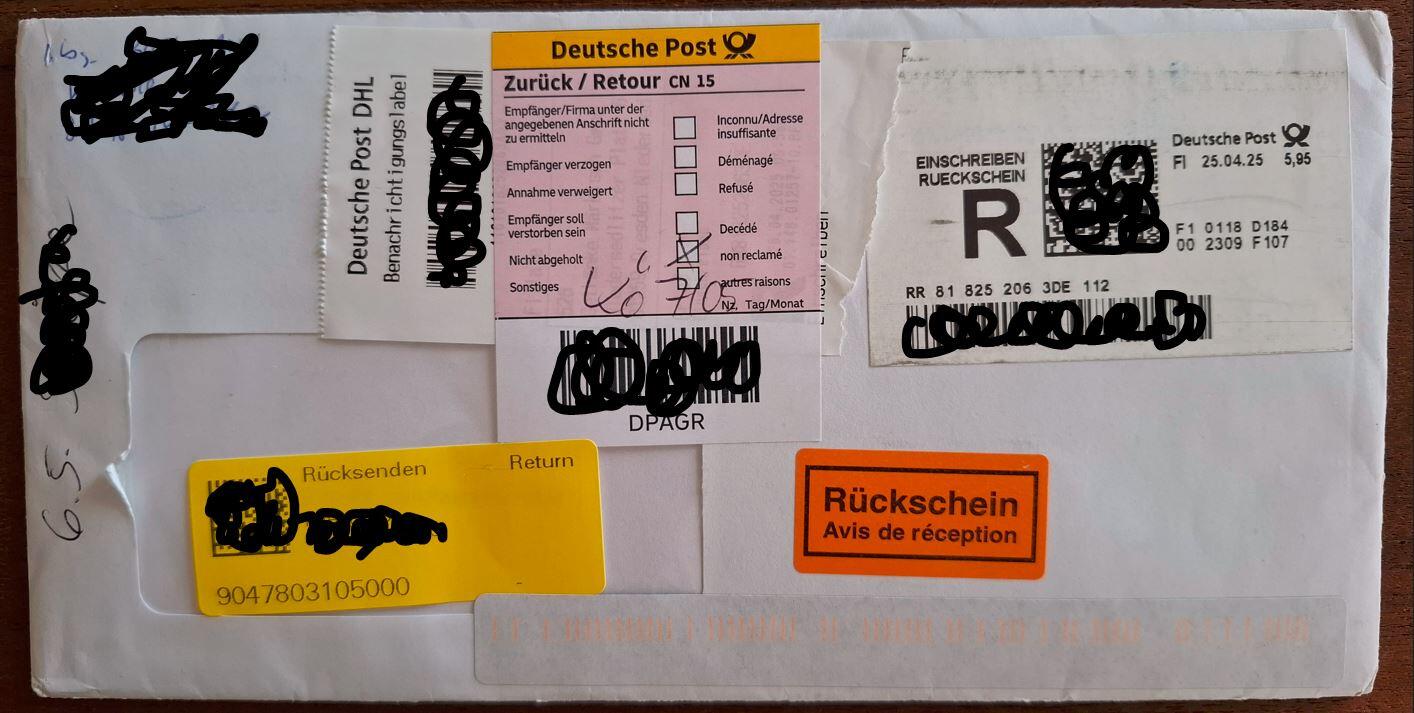 Abs.
Deutsche Post DHL
Benachrichtigungslabel
Deutsche Post
Zurück / Retour CN 15
Empfänger/Firma unter der
angegebenen Anschrift nicht
zu ermitteln
Inconnu/Adresse
insuffisante
Empfänger verzogen
Déménagé
Annahme verweigert
Refusé
Empfänger soll
verstorben sein
Decédé
Nicht abgeholt
non reclamé
Sonstiges
autres raisons
Nz, Tag/Monat
DPAGR
EINSCHREIBEN
RUECKSCHEIN
R
Deutsche Post
FI 25.04.25 5,95
F1 0118 D184
00 2309 F107
RR 81 825 206 3DE 112
6.5.
Rücksenden Return
9047803105000
Rückschein
Avis de réception